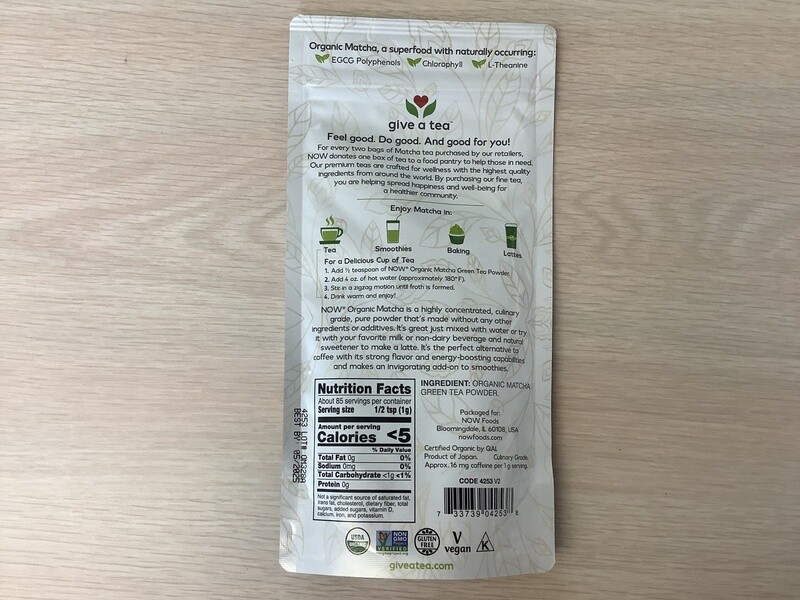 Organic Matcha, a superfood with naturally occurring:
EGCG Polyphenols Chlorophyll L-Theanine
give a tea™
Feel good. Do good. And good for you!
For every two bags of Matcha tea purchased by our retailers,
NOW donates one box of tea to a food pantry to help those in need.
Our premium teas are crafted for wellness with the highest quality
ingredients from around the world. By purchasing our fine tea,
you are helping spread happiness and well-being for
a healthier community.
Enjoy Matcha in:
Tea Smoothies Baking Lattes
For a Delicious Cup of Tea
1. Add ½ teaspoon of NOW® Organic Matcha Green Tea Powder.
2. Add 4 oz. of hot water (approximately 180°F).
3. Stir in a zigzag motion until froth is formed.
4. Drink warm and enjoy!
NOW® Organic Matcha is a highly concentrated, culinary
grade, pure powder that's made without any other
ingredients or additives. It's great just mixed with water or try
it with your favorite milk or non-dairy beverage and natural
sweetener to make a latte. It's the perfect alternative to
coffee with its strong flavor and energy-boosting capabilities
and makes an invigorating add-on to smoothies.
Nutrition Facts
About 85 servings per container
Serving size 1/2 tsp (1g)
Amount per serving
Calories <5
% Daily Value
Total Fat 0g 0%
Sodium 0mg 0%
Total Carbohydrate <1g <1%
Protein 0g
Not a significant source of saturated fat,
trans fat, cholesterol, dietary fiber, total
sugars, added sugars, vitamin D,
calcium, iron, and potassium.
INGREDIENT: ORGANIC MATCHA
GREEN TEA POWDER.
Packaged for:
NOW Foods
Bloomingdale, IL 60108, USA
nowfoods.com
Certified Organic by QAI.
Product of Japan. Culinary Grade.
Approx. 16 mg caffeine per 1 g serving.
CODE 4253 V2
7 33739 04253 8
4253 LOT# OM328A
BEST BY: 05/2025
USDA
ORGANIC
NON
GMO
Project
VERIFIED
GLUTEN
FREE
V
vegan
K
giveatea.com